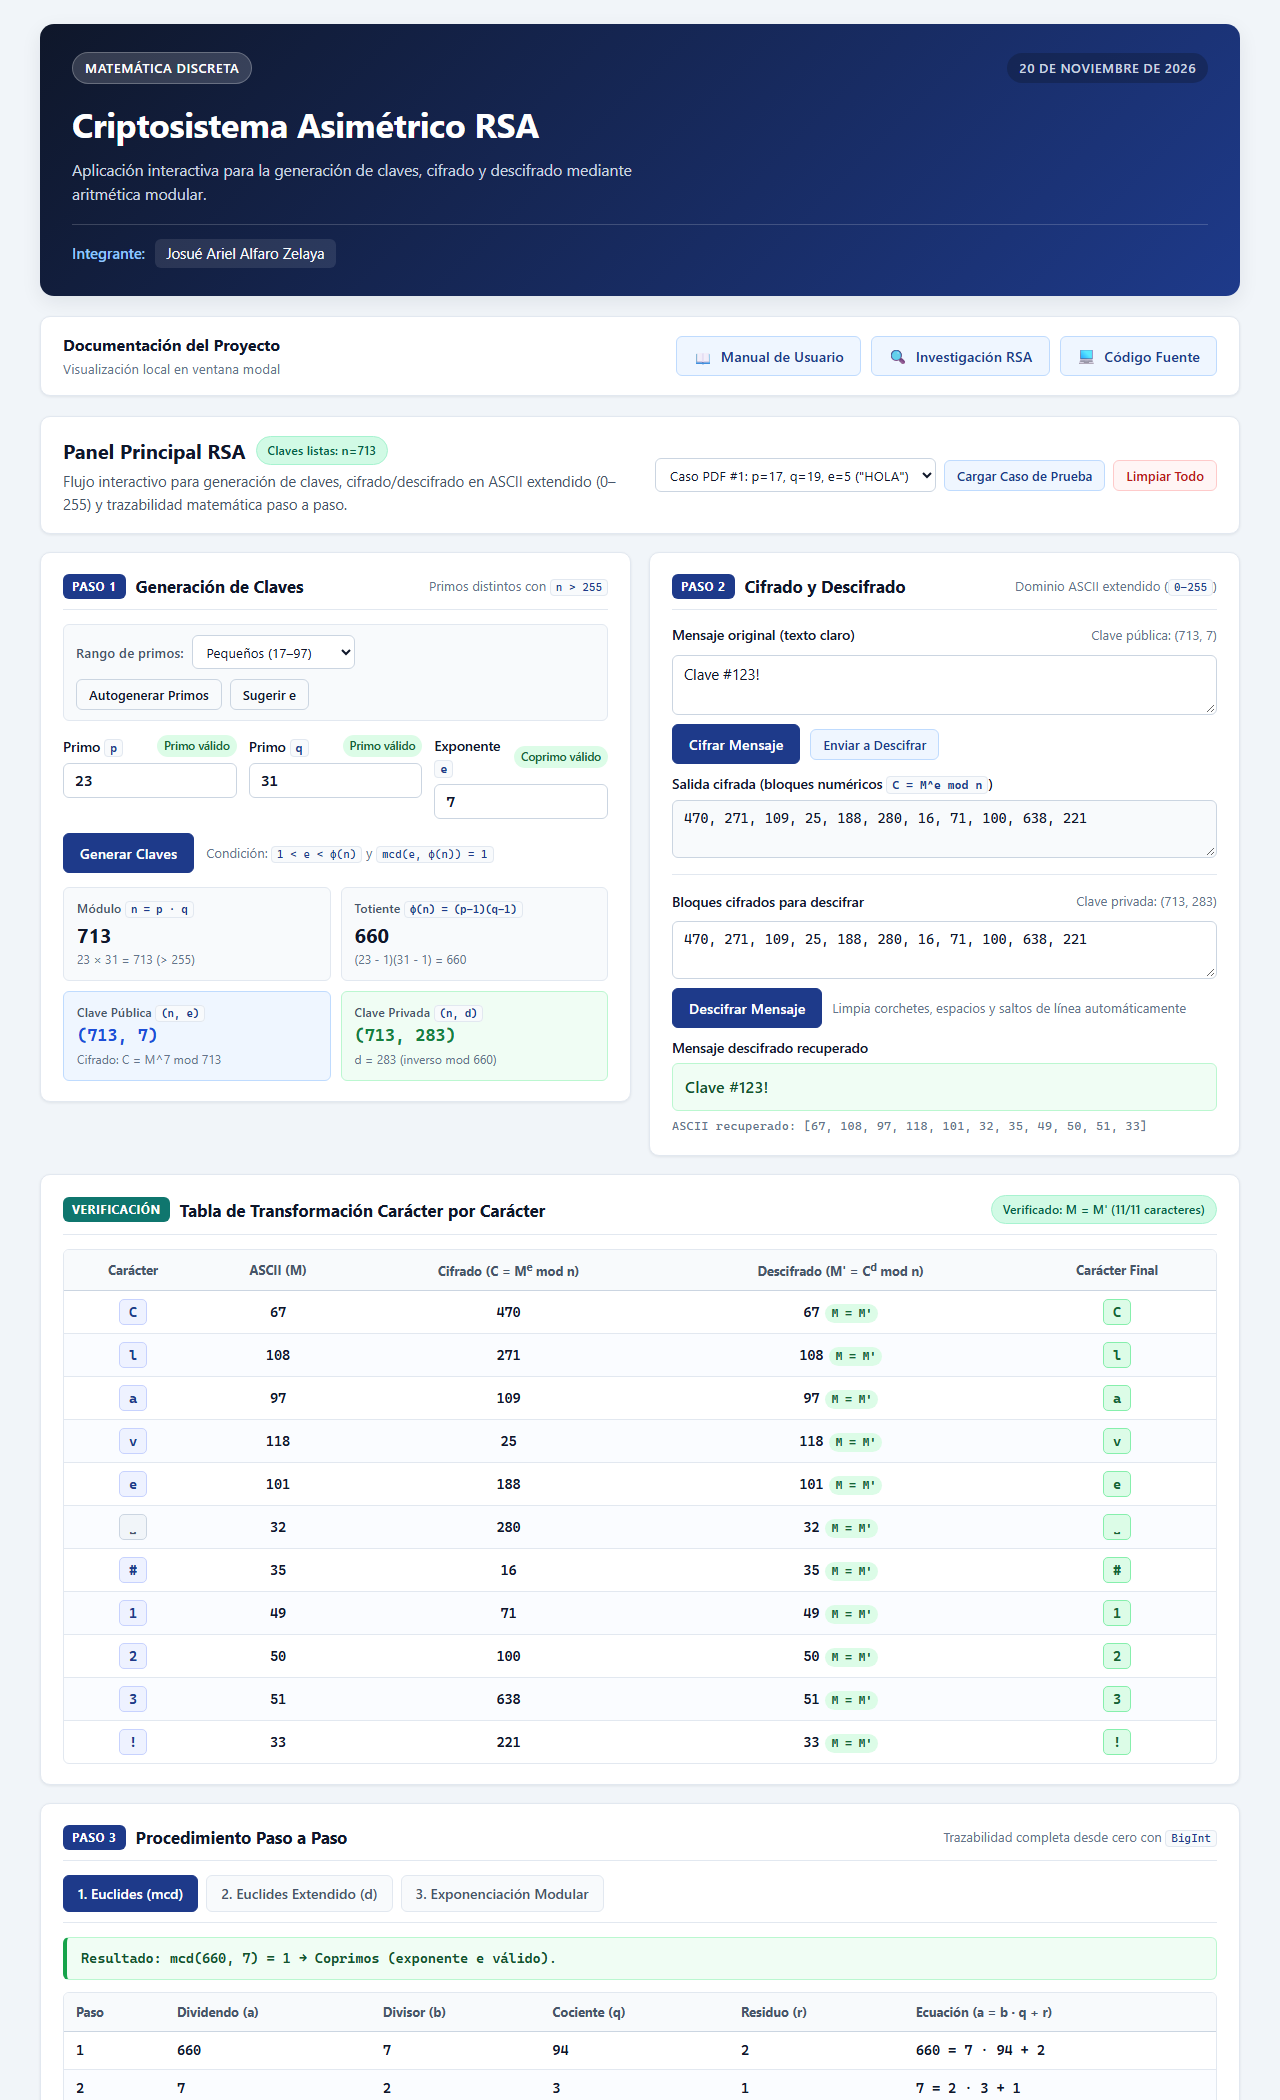 MATEMÁTICA DISCRETA
20 DE NOVIEMBRE DE 2026
Criptosistema Asimétrico RSA
Aplicación interactiva para la generación de claves, cifrado y descifrado mediante
aritmética modular.
Integrante: Josué Ariel Alfaro Zelaya
Documentación del Proyecto
Visualización local en ventana modal
📖 Manual de Usuario
🔍 Investigación RSA
💻 Código Fuente
Panel Principal RSA Claves listas: n=713
Flujo interactivo para generación de claves, cifrado/descifrado en ASCII extendido (0–
255) y trazabilidad matemática paso a paso.
Caso PDF #1: p=17, q=19, e=5 ("HOLA")
Cargar Caso de Prueba
Limpiar Todo
PASO 1 Generación de Claves Primos distintos con n > 255
Rango de primos: Pequeños (17–97)
Autogenerar Primos Sugerir e
Primo p Primo válido
23
Primo q Primo válido
31
Exponente
e Coprimo válido
7
Generar Claves Condición: 1 < e < ϕ(n) y mcd(e, ϕ(n)) = 1
Módulo n = p · q
713
23 × 31 = 713 (> 255)
Totiente ϕ(n) = (p−1)(q−1)
660
(23 - 1)(31 - 1) = 660
Clave Pública (n, e)
(713, 7)
Cifrado: C = M^7 mod 713
Clave Privada (n, d)
(713, 283)
d = 283 (inverso mod 660)
PASO 2 Cifrado y Descifrado Dominio ASCII extendido (0–255)
Mensaje original (texto claro) Clave pública: (713, 7)
Clave #123!
Cifrar Mensaje Enviar a Descifrar
Salida cifrada (bloques numéricos C = M^e mod n)
470, 271, 109, 25, 188, 280, 16, 71, 100, 638, 221
Bloques cifrados para descifrar Clave privada: (713, 283)
470, 271, 109, 25, 188, 280, 16, 71, 100, 638, 221
Descifrar Mensaje Limpia corchetes, espacios y saltos de línea automáticamente
Mensaje descifrado recuperado
Clave #123!
ASCII recuperado: [67, 108, 97, 118, 101, 32, 35, 49, 50, 51, 33]
VERIFICACIÓN Tabla de Transformación Carácter por Carácter Verificado: M = M' (11/11 caracteres)
Carácter ASCII (M) Cifrado (C = M^e mod n) Descifrado (M' = C^d mod n) Carácter Final
C 67 470 67 M = M' C
l 108 271 108 M = M' l
a 97 109 97 M = M' a
v 118 25 118 M = M' v
e 101 188 101 M = M' e
␣ 32 280 32 M = M' ␣
# 35 16 35 M = M' #
1 49 71 49 M = M' 1
2 50 100 50 M = M' 2
3 51 638 51 M = M' 3
! 33 221 33 M = M' !
PASO 3 Procedimiento Paso a Paso Trazabilidad completa desde cero con BigInt
1. Euclides (mcd) 2. Euclides Extendido (d) 3. Exponenciación Modular
Resultado: mcd(660, 7) = 1 → Coprimos (exponente e válido).
Paso Dividendo (a) Divisor (b) Cociente (q) Residuo (r) Ecuación (a = b · q + r)
1 660 7 94 2 660 = 7 · 94 + 2
2 7 2 3 1 7 = 2 · 3 + 1